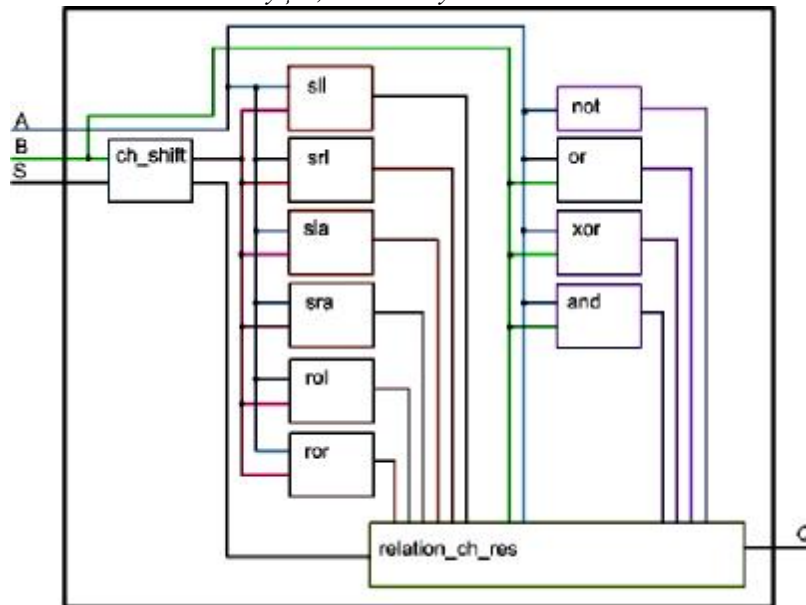 A
B
S
ch_shift
sll
srl
sla
sra
rol
ror
not
or
xor
and
relation_ch_res